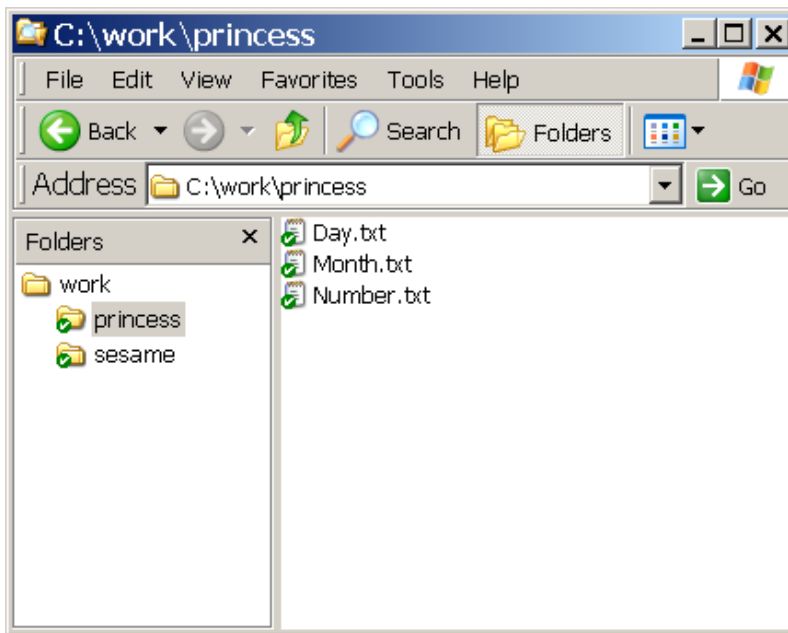 C:\work\princess
File Edit View Favorites Tools Help
Back Search Folders
Address C:\work\princess Go
Folders
work
princess
sesame
Day.txt
Month.txt
Number.txt